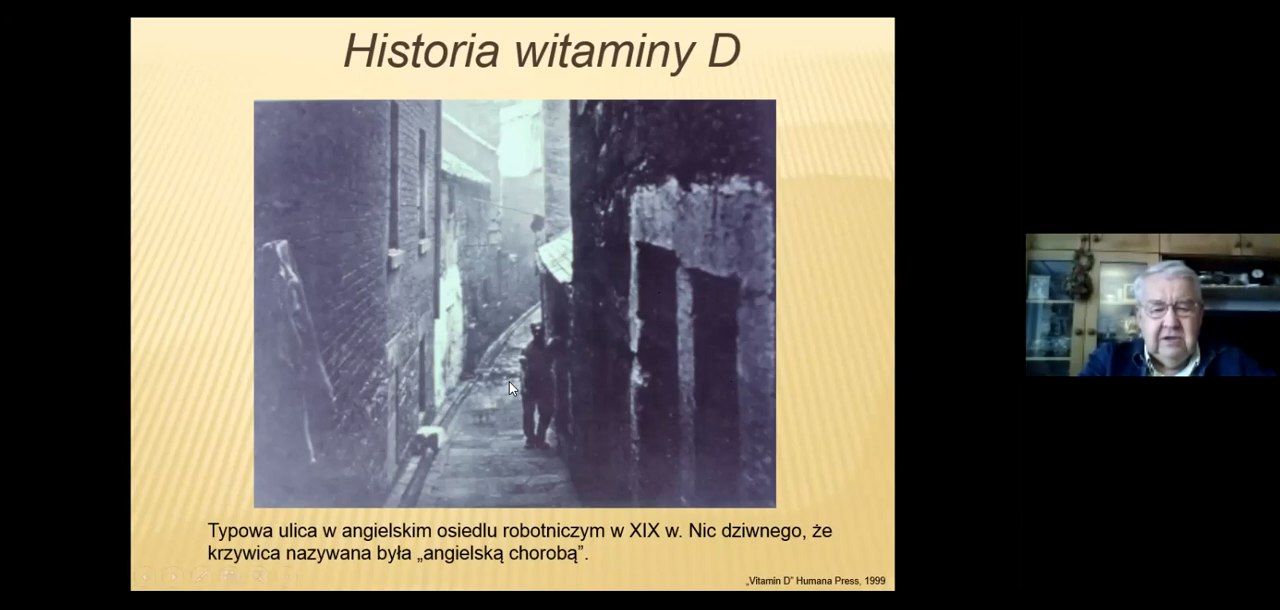 Historia witaminy D
Typowa ulica w angielskim osiedlu robotniczym w XIX w. Nic dziwnego, że
krzywica nazywana była „angielską chorobą”.
„Vitamin D” Humana Press, 1999